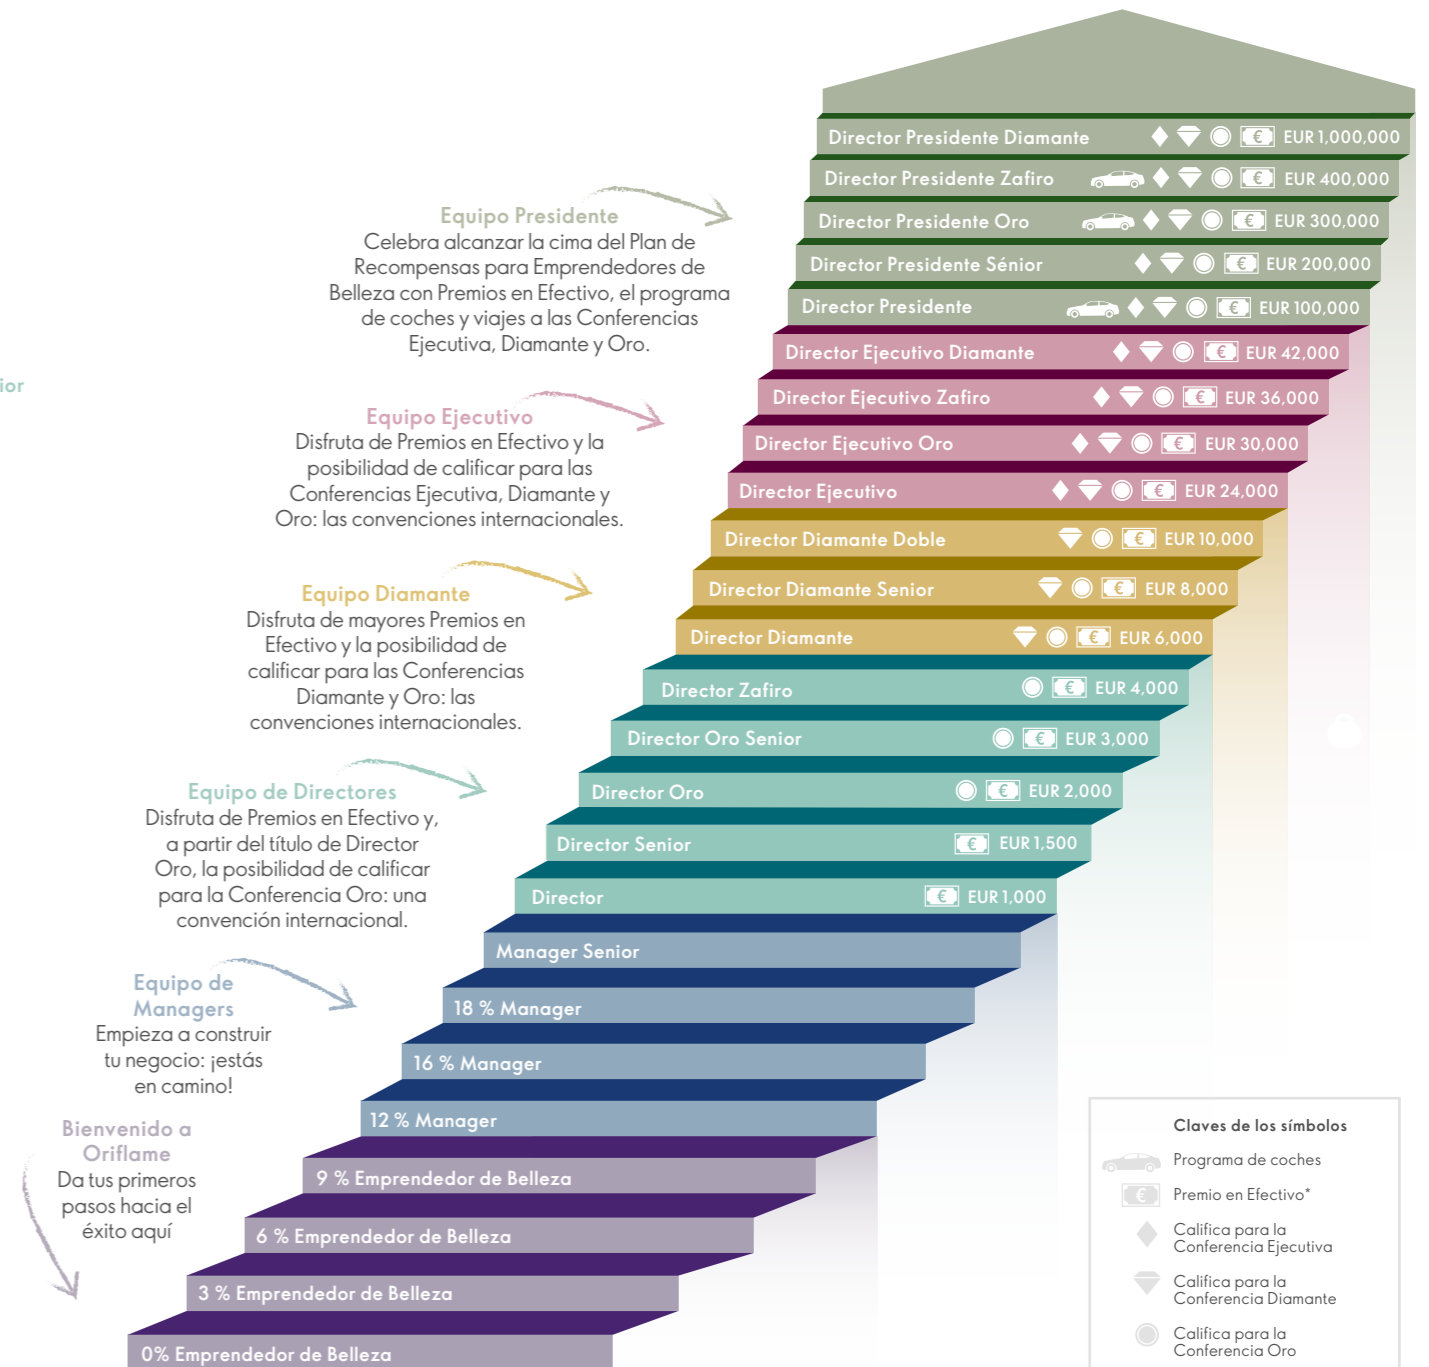 Director Presidente Diamante EUR 1,000,000
Director Presidente Zafiro EUR 400,000
Director Presidente Oro EUR 300,000
Director Presidente Sénior EUR 200,000
Director Presidente EUR 100,000
Director Ejecutivo Diamante EUR 42,000
Director Ejecutivo Zafiro EUR 36,000
Director Ejecutivo Oro EUR 30,000
Director Ejecutivo EUR 24,000
Director Diamante Doble EUR 10,000
Director Diamante Senior EUR 8,000
Director Diamante EUR 6,000
Director Zafiro EUR 4,000
Director Oro Senior EUR 3,000
Director Oro EUR 2,000
Director Senior EUR 1,500
Director EUR 1,000
Manager Senior
18 % Manager
16 % Manager
12 % Manager
9 % Emprendedor de Belleza
6 % Emprendedor de Belleza
3 % Emprendedor de Belleza
0% Emprendedor de Belleza
Equipo Presidente
Celebra alcanzar la cima del Plan de
Recompensas para Emprendedores de
Belleza con Premios en Efectivo, el programa
de coches y viajes a las Conferencias
Ejecutiva, Diamante y Oro.
ior
Equipo Ejecutivo
Disfruta de Premios en Efectivo y la
posibilidad de calificar para las
Conferencias Ejecutiva, Diamante y
Oro: las convenciones internacionales.
Equipo Diamante
Disfruta de mayores Premios en
Efectivo y la posibilidad de
calificar para las Conferencias
Diamante y Oro: las
convenciones internacionales.
Equipo de Directores
Disfruta de Premios en Efectivo y,
a partir del título de Director
Oro, la posibilidad de calificar
para la Conferencia Oro: una
convención internacional.
Equipo de
Managers
Empieza a construir
tu negocio: ¡estás
en camino!
Bienvenido a
Oriflame
Da tus primeros
pasos hacia el
éxito aquí
Claves de los símbolos
Programa de coches
Premio en Efectivo*
Califica para la
Conferencia Ejecutiva
Califica para la
Conferencia Diamante
Califica para la
Conferencia Oro